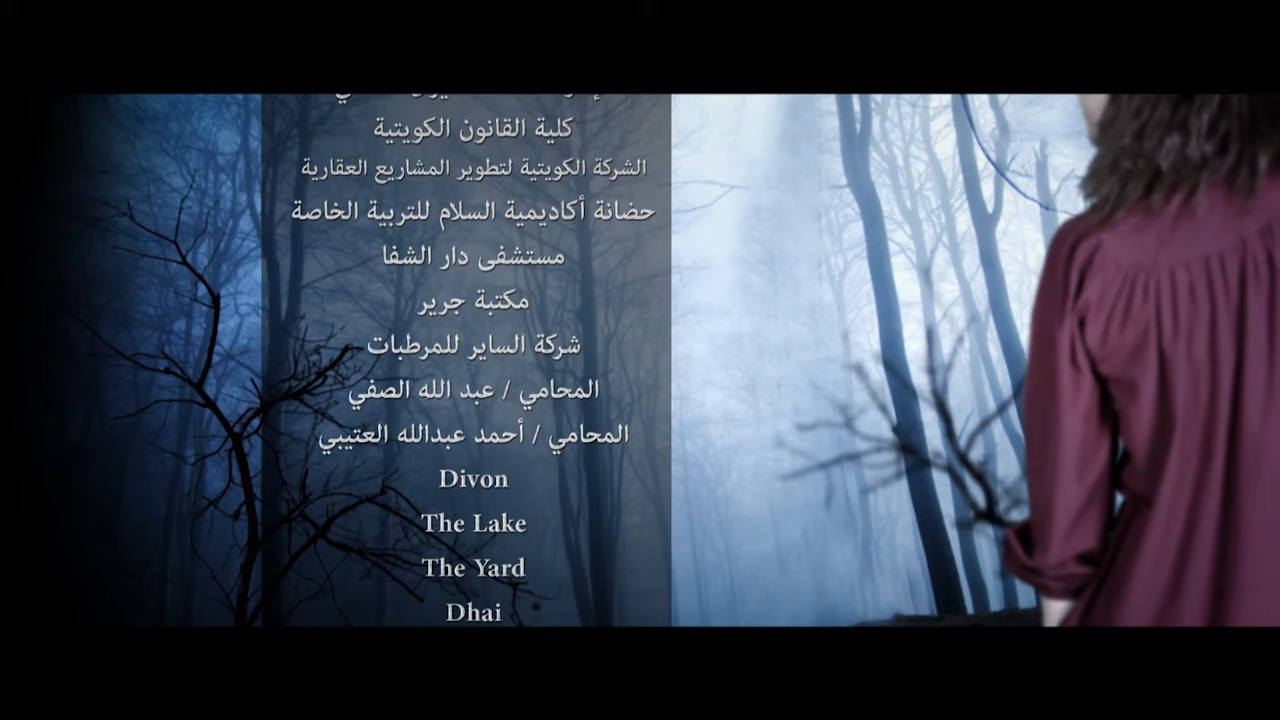 كلية القانون الكويتية
الشركة الكويتية لتطوير المشاريع العقارية
حضانة أكاديمية السلام للتربية الخاصة
مستشفى دار الشفا
مكتبة جرير
شركة الساير للمرطبات
المحامي / عبد الله الصفي
المحامي / أحمد عبدالله العتيبي
Divon
The Lake
The Yard
Dhai